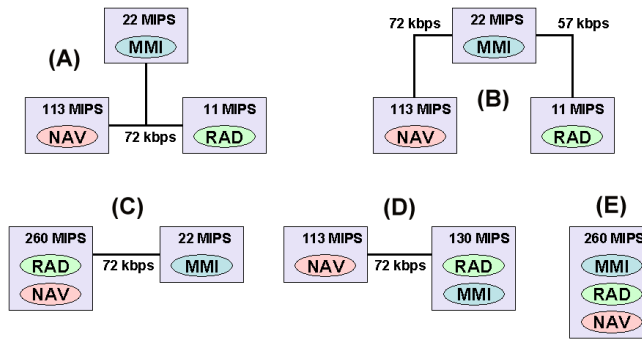 (A)
22 MIPS
MMI
113 MIPS
NAV
11 MIPS
RAD
72 kbps
(B)
72 kbps
22 MIPS
MMI
57 kbps
113 MIPS
NAV
11 MIPS
RAD
(C)
260 MIPS
RAD
NAV
72 kbps
22 MIPS
MMI
(D)
113 MIPS
NAV
72 kbps
130 MIPS
RAD
MMI
(E)
260 MIPS
MMI
RAD
NAV